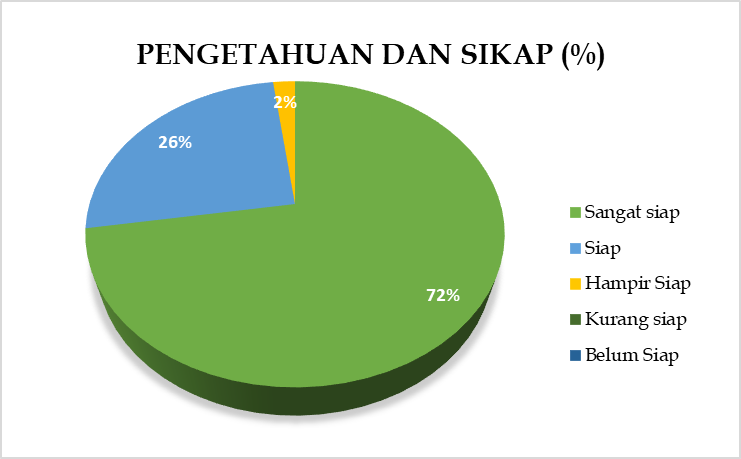 PENGETAHUAN DAN SIKAP (%)
2%
26%
72%
Sangat siap
Siap
Hampir Siap
Kurang siap
Belum Siap